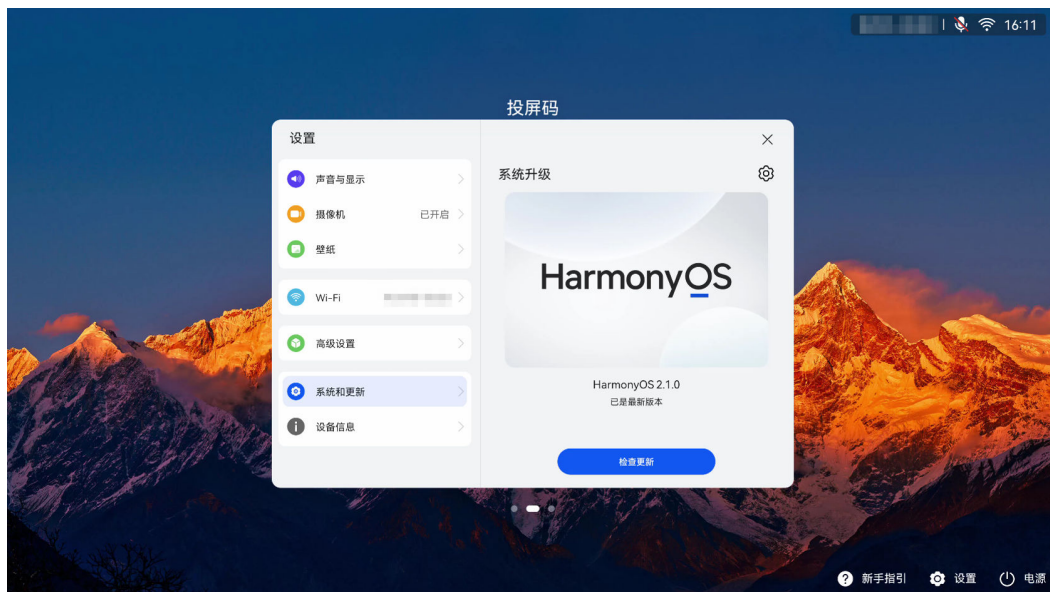 16:11
投屏码
设置
声音与显示
摄像机 已开启
壁纸
Wi-Fi
高级设置
系统和更新
设备信息
系统升级
HarmonyOS
HarmonyOS 2.1.0
已是最新版本
检查更新
新手指引 设置 电源